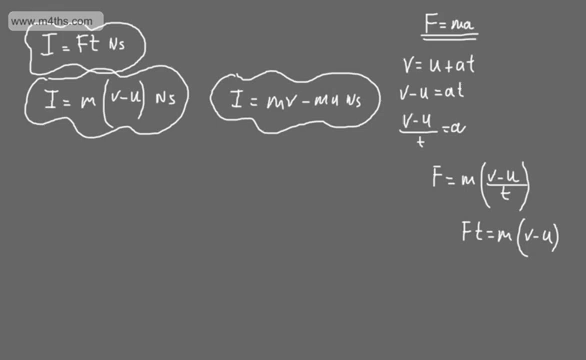 www.m4ths.com
I = Ft Ns
I = m(v-u) Ns
I = mv - mu Ns
F = ma
v = u + at
v-u = at
v-u/t = a
F = m(v-u/t)
Ft = m(v-u)